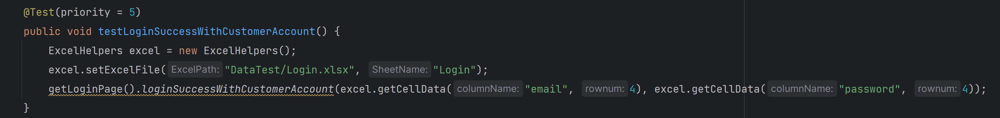 @Test(priority = 5)
public void testLoginSuccessWithCustomerAccount() {
ExcelHelpers excel = new ExcelHelpers();
excel.setExcelFile( ExcelPath: "DataTest/Login.xlsx", SheetName: "Login");
getLoginPage().loginSuccessWithCustomerAccount(excel.getCellData( columnName: "email", rownum: 4), excel.getCellData( columnName: "password", rownum: 4));
}